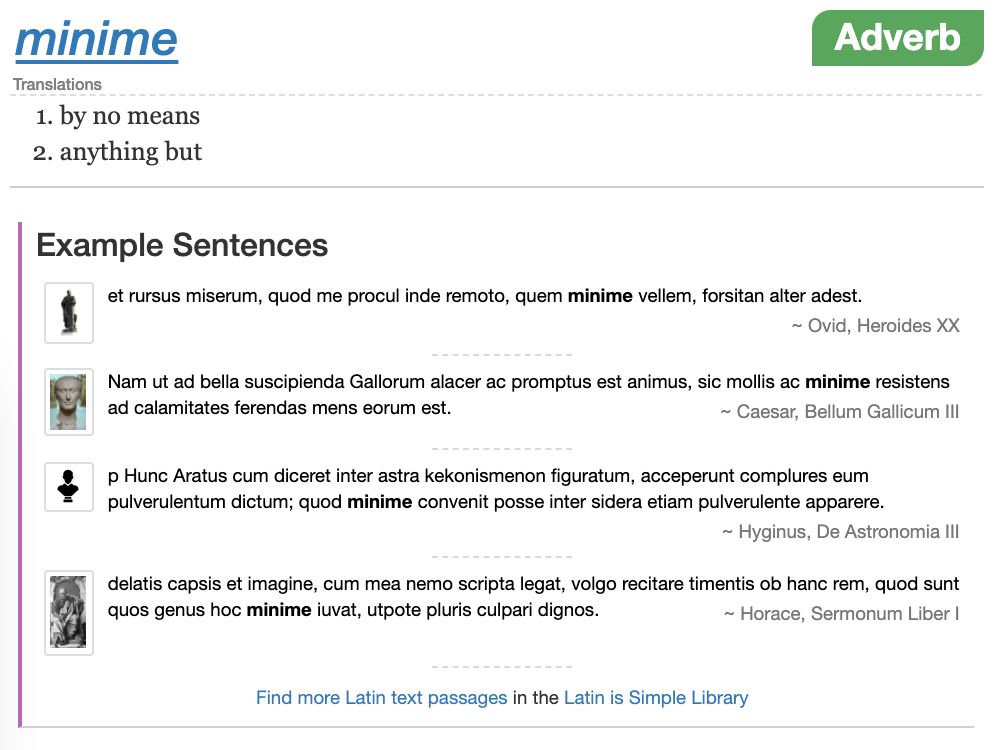 minime
Adverb
Translations
1. by no means
2. anything but
Example Sentences
et rursus miserum, quod me procul inde remoto, quem minime vellem, forsitan alter adest.
~ Ovid, Heroides XX
Nam ut ad bella suscipienda Gallorum alacer ac promptus est animus, sic mollis ac minime resistens
ad calamitates ferendas mens eorum est.
~ Caesar, Bellum Gallicum III
p Hunc Aratus cum diceret inter astra kekonismenon figuratum, acceperunt complures eum
pulverulentum dictum; quod minime convenit posse inter sidera etiam pulverulente apparere.
~ Hyginus, De Astronomia III
delatis capsis et imagine, cum mea nemo scripta legat, volgo recitare timentis ob hanc rem, quod sunt
quos genus hoc minime iuvat, utpote pluris culpari dignos.
~ Horace, Sermonum Liber I
Find more Latin text passages in the Latin is Simple Library